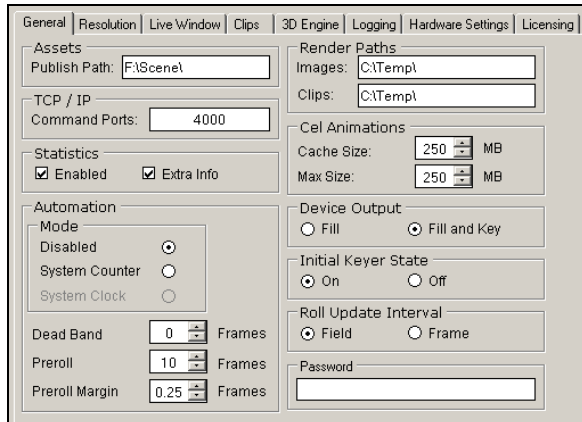 General Resolution Live Window Clips 3D Engine Logging Hardware Settings Licensing
Assets
Publish Path: F:\Scene\
TCP / IP
Command Ports: 4000
Statistics
Enabled Extra Info
Automation
Mode
Disabled
System Counter
System Clock
Dead Band 0 Frames
Preroll 10 Frames
Preroll Margin 0.25 Frames
Render Paths
Images: C:\Temp\
Clips: C:\Temp\
Cel Animations
Cache Size: 250 MB
Max Size: 250 MB
Device Output
Fill Fill and Key
Initial Keyer State
On Off
Roll Update Interval
Field Frame
Password